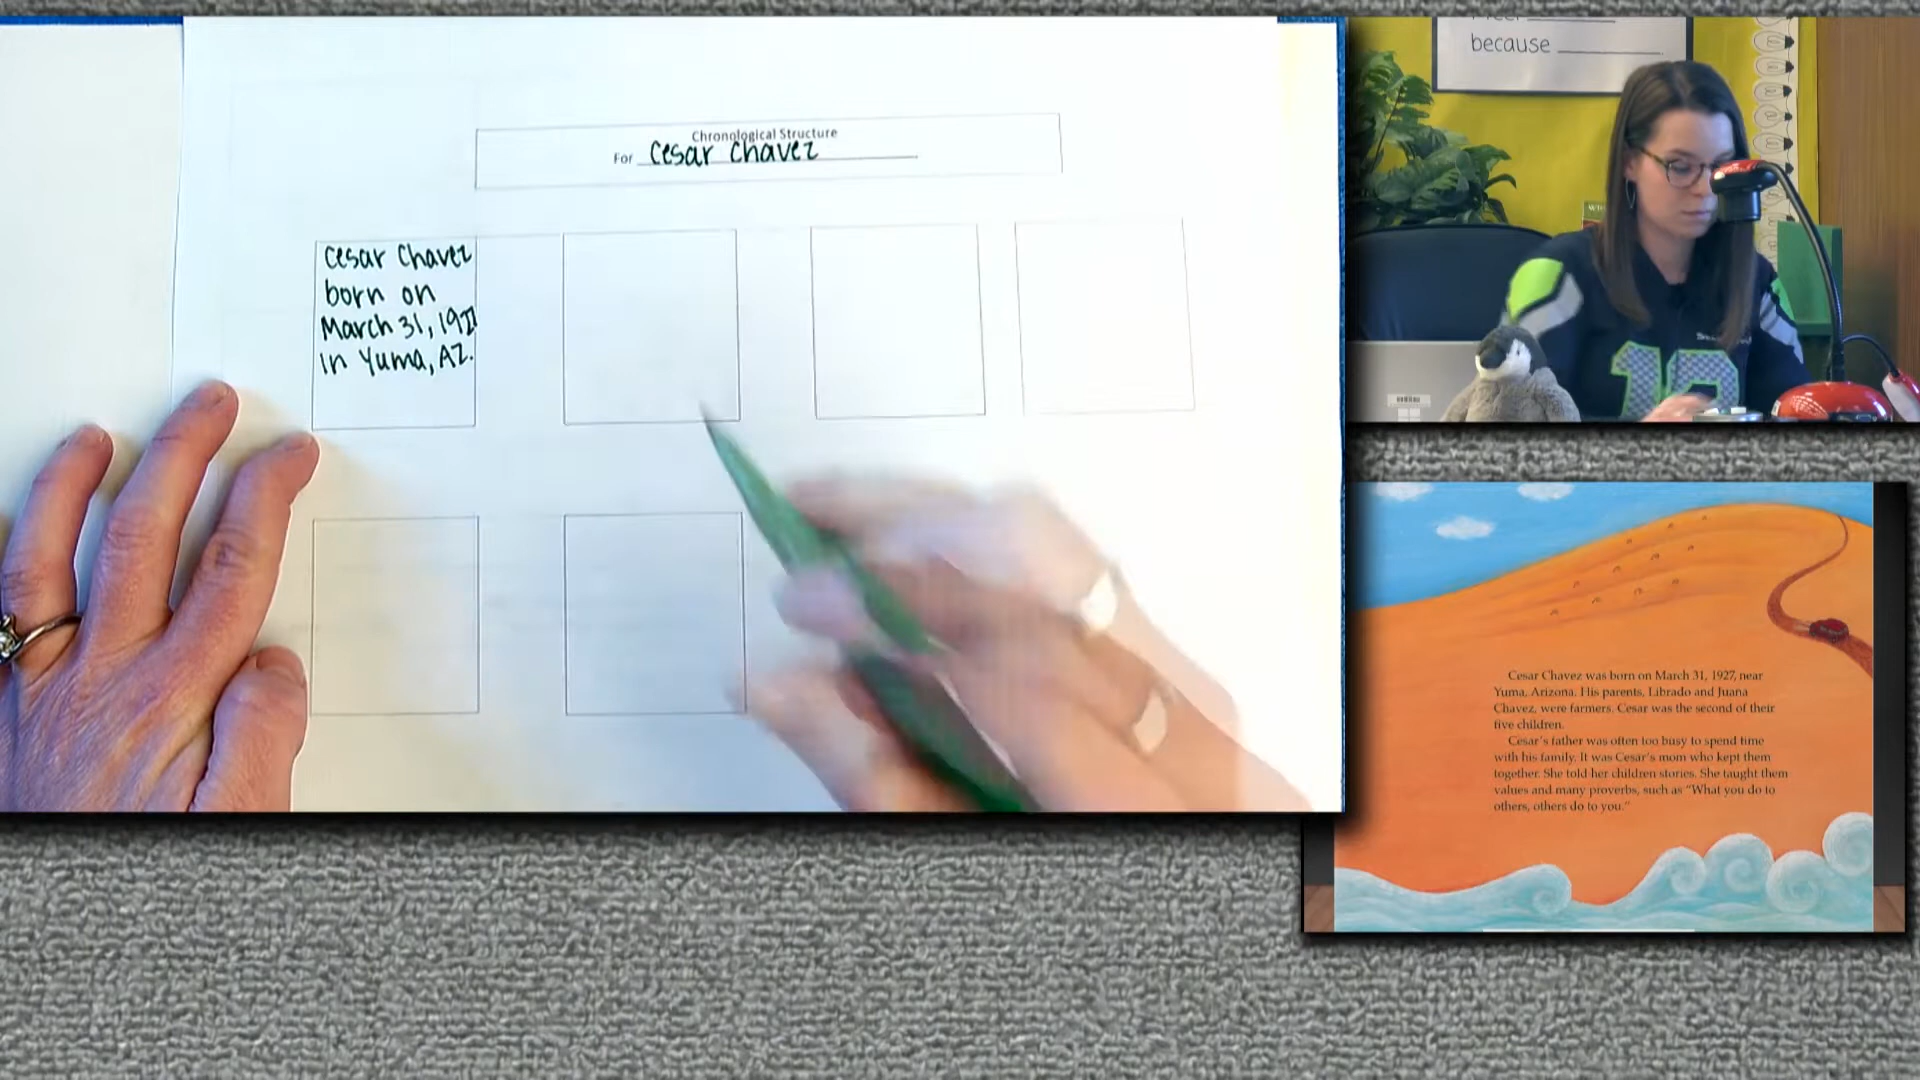 Chronological Structure
For Cesar Chavez
Cesar Chavez
born on
March 31, 1927
in Yuma, AZ.
because
12
Cesar Chavez was born on March 31, 1927, near
Yuma, Arizona. His parents, Librado and Juana
Chavez, were farmers. Cesar was the second of their
five children.
Cesar's father was often too busy to spend time
with his family. It was Cesar's mom who kept them
together. She told her children stories. She taught them
values and many proverbs, such as "What you do to
others, others do to you."